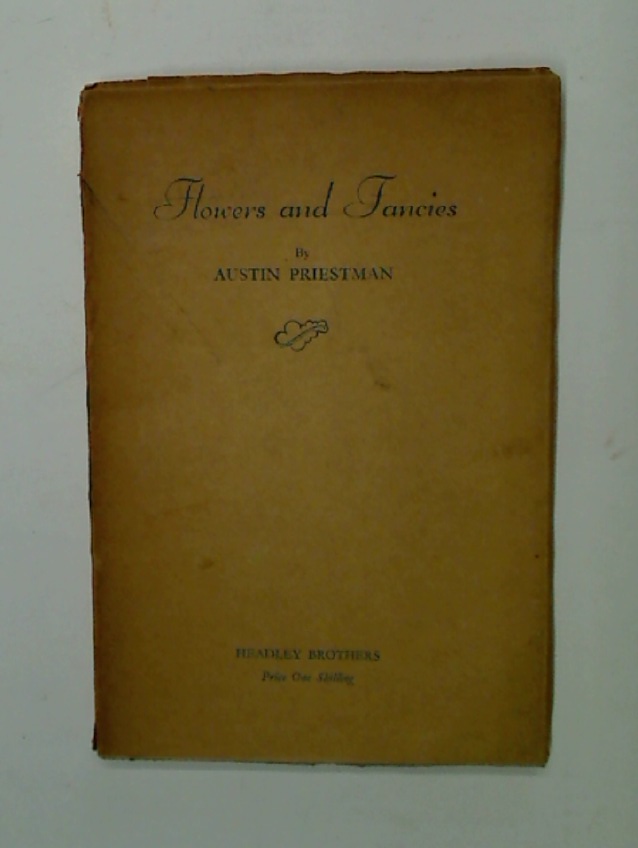 Flowers and Fancies
By
AUSTIN PRIESTMAN
HEADLEY BROTHERS
Price One Shilling